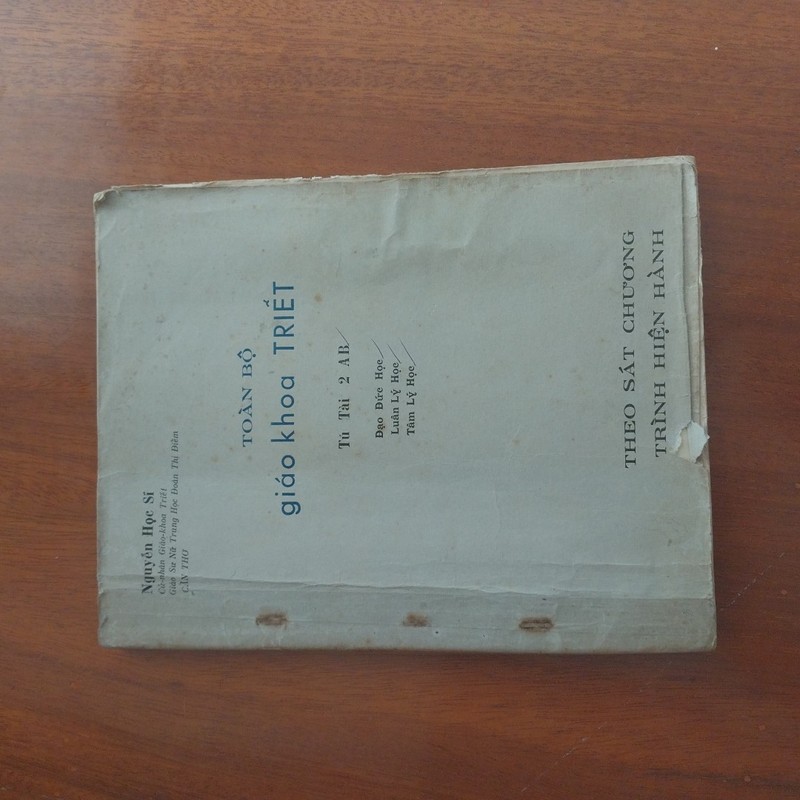 Nguyễn Học Sĩ
Cử-nhân Giáo-khoa Triết
Giáo Sư Nữ Trung Học Đoàn Thị Điểm
CẦN THƠ
TOÀN BỘ
giáo khoa TRIẾT
Tú Tài 2 AB
Đạo Đức Học
Luân Lý Học
Tâm Lý Học
THEO SÁT CHƯƠNG
TRÌNH HIỆN HÀNH